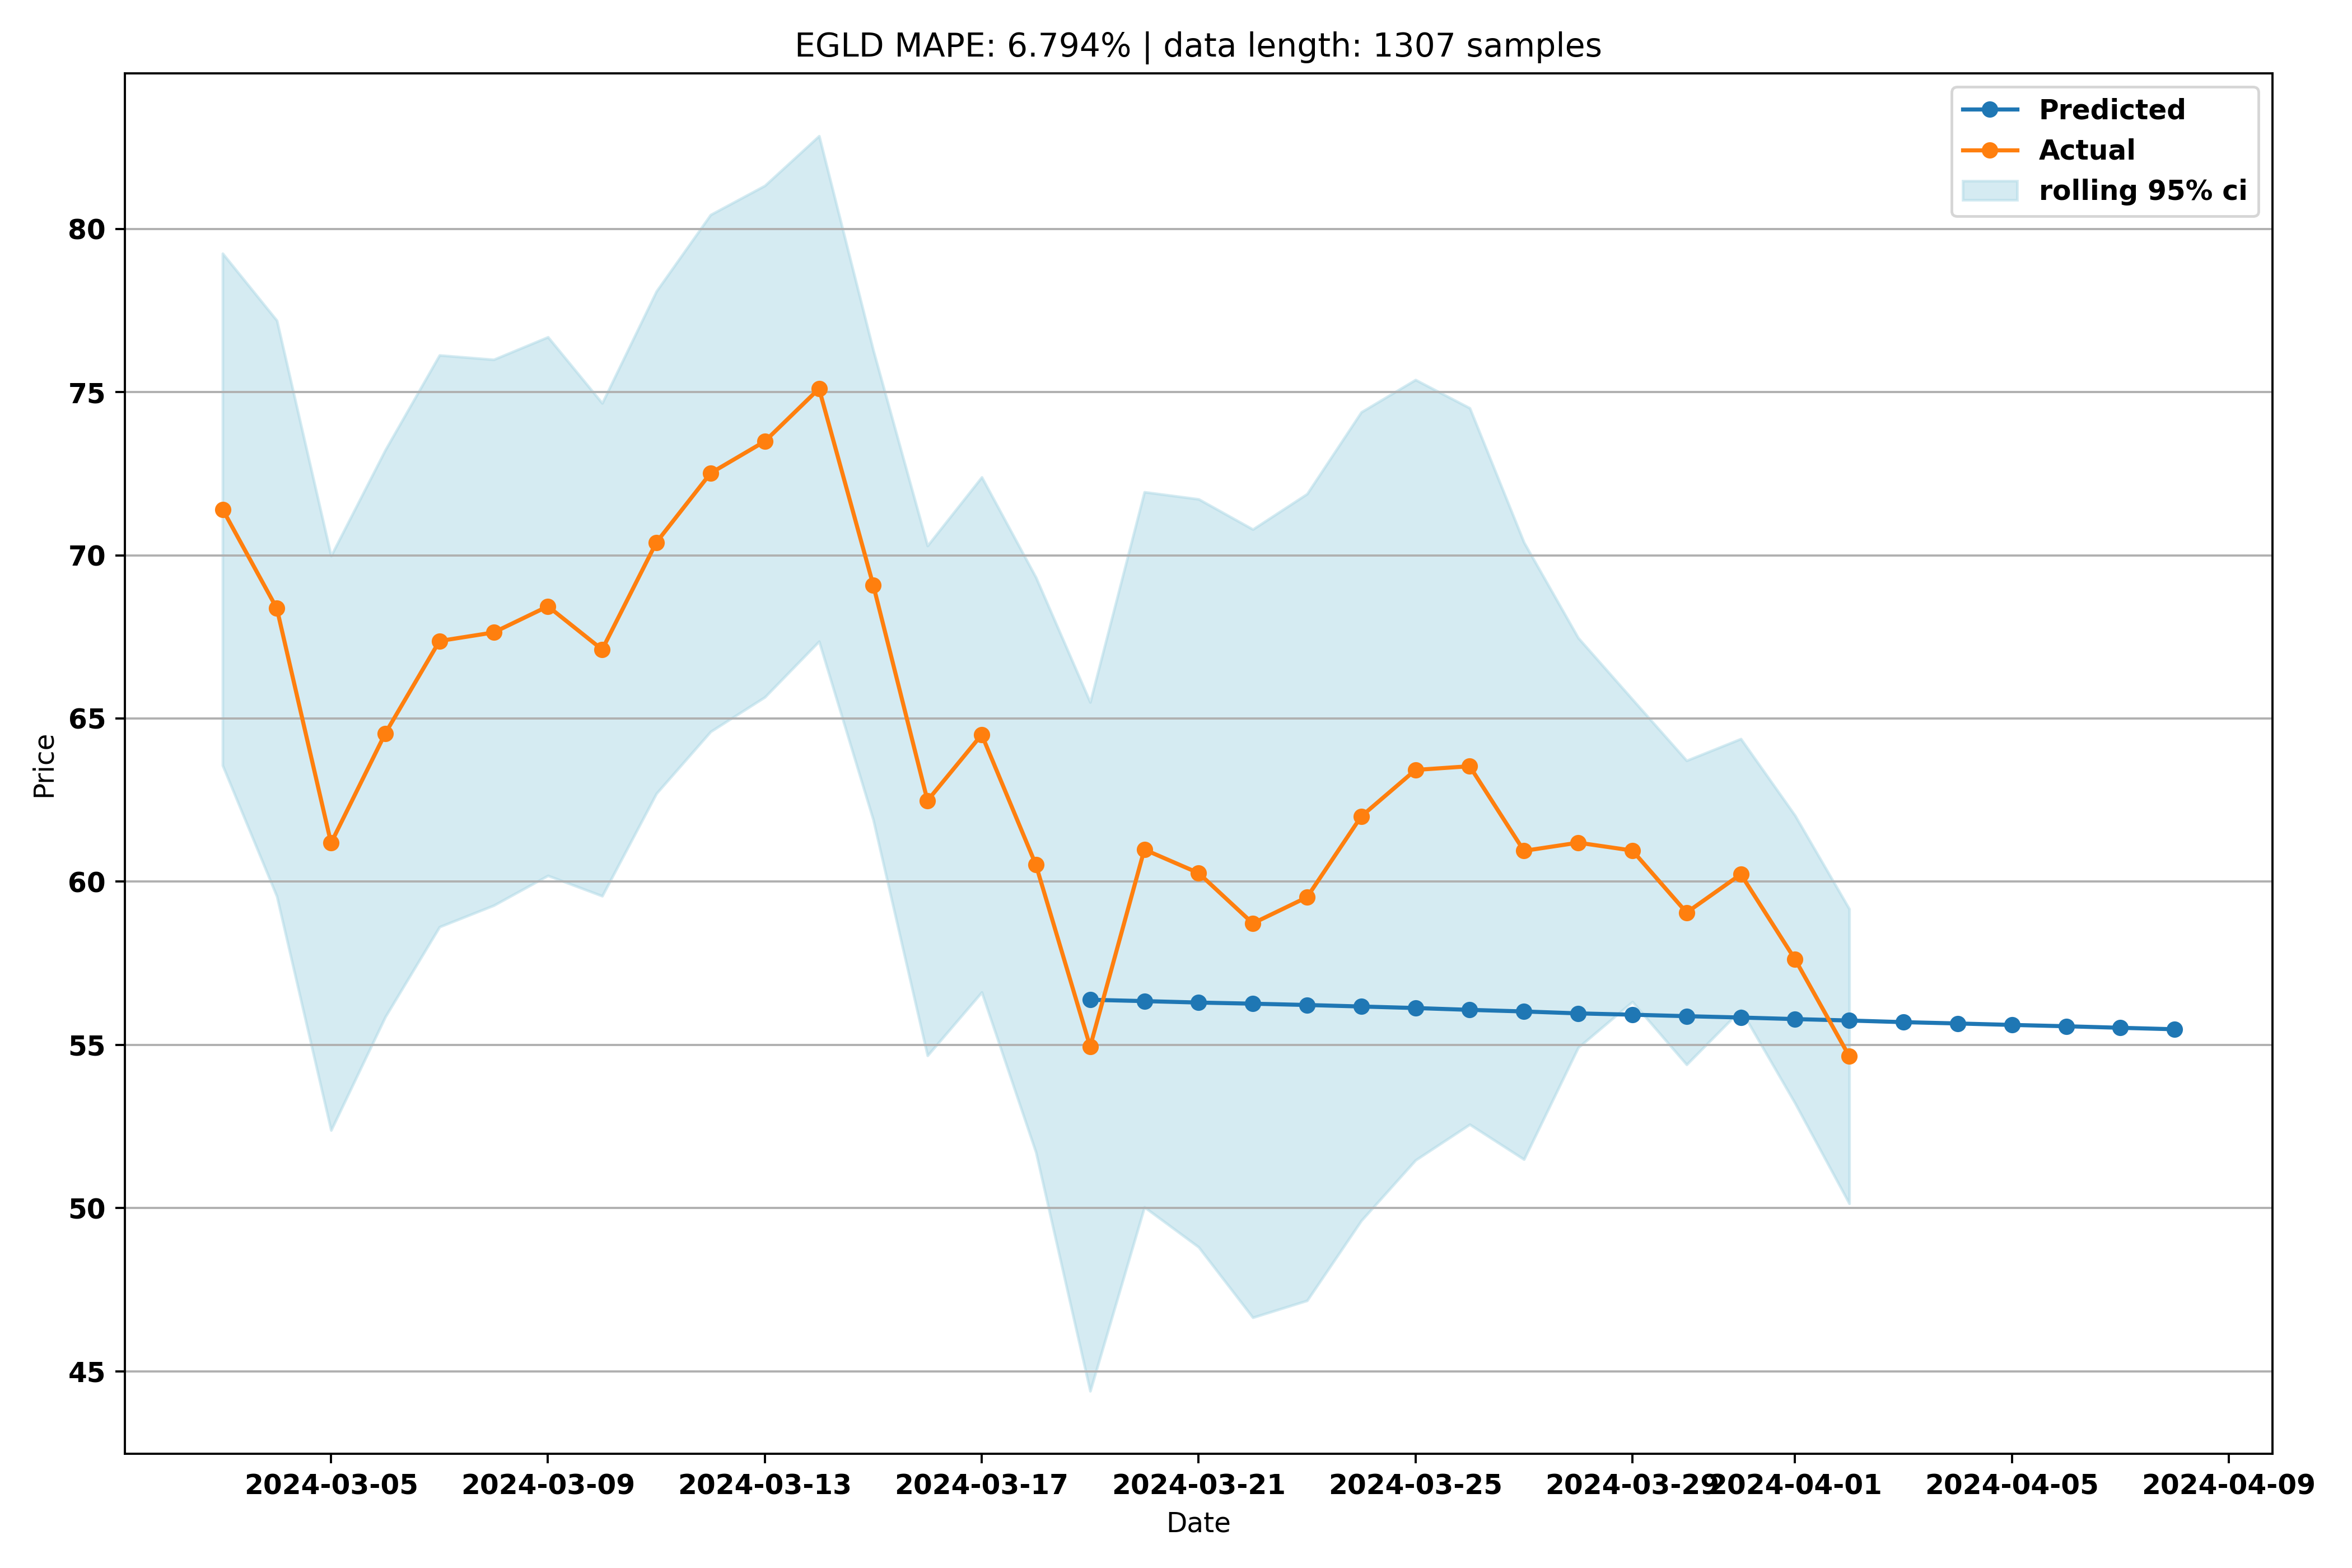 EGLD MAPE: 6.794% | data length: 1307 samples
Predicted
Actual
rolling 95% ci
80
75
70
65
60
55
50
45
Price
2024-03-05 2024-03-09 2024-03-13 2024-03-17 2024-03-21 2024-03-25 2024-03-29 2024-04-01 2024-04-05 2024-04-09
Date